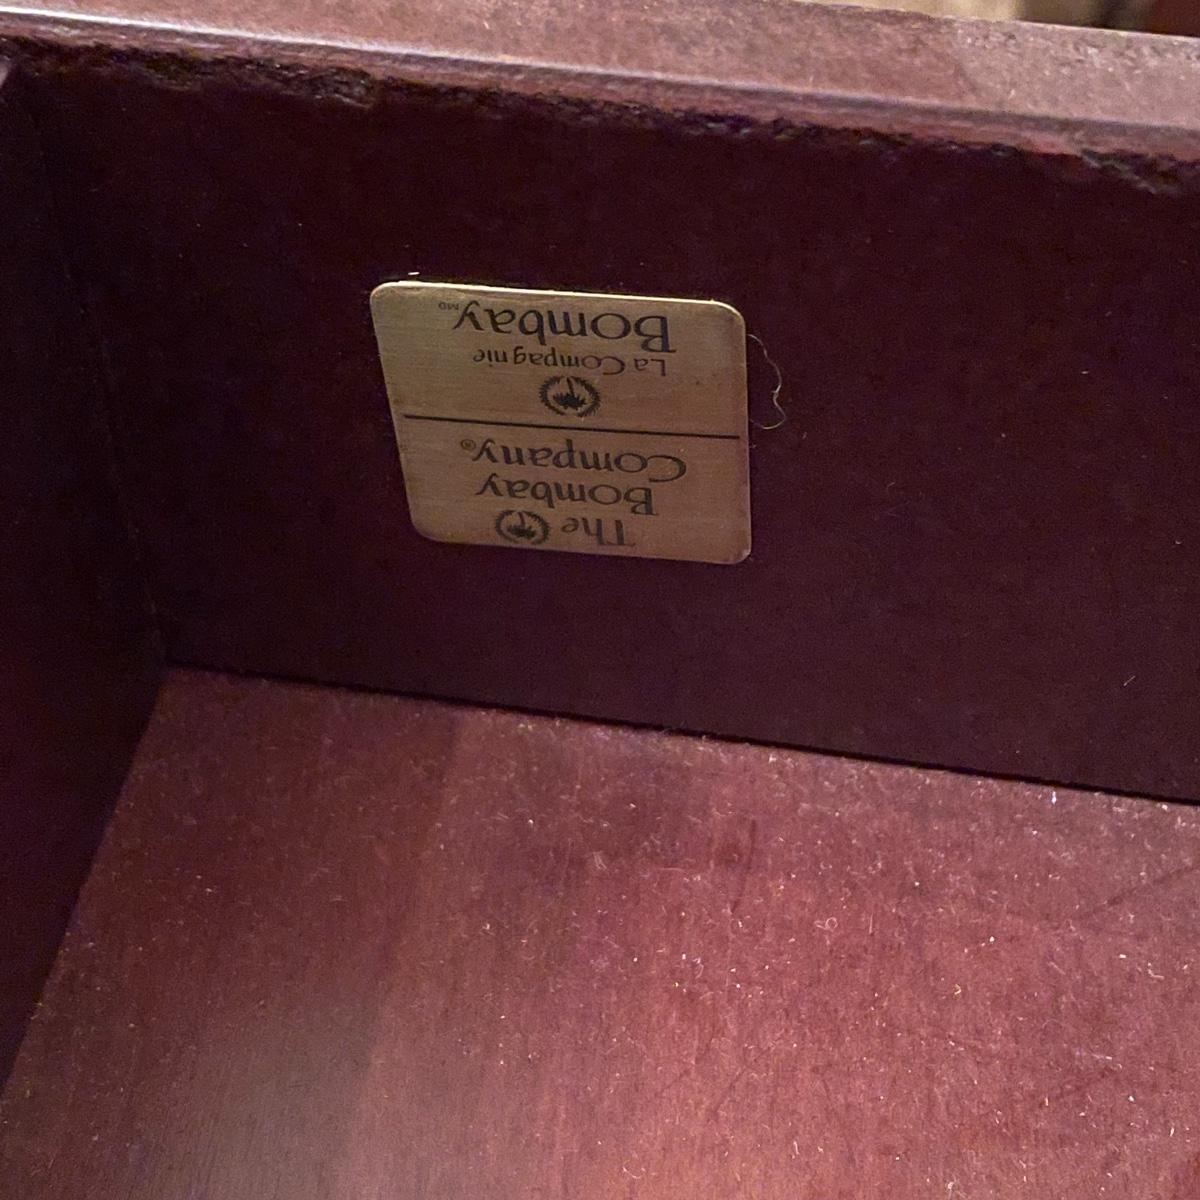 The
Bombay
Company®
La Compagnie
Bombay MD